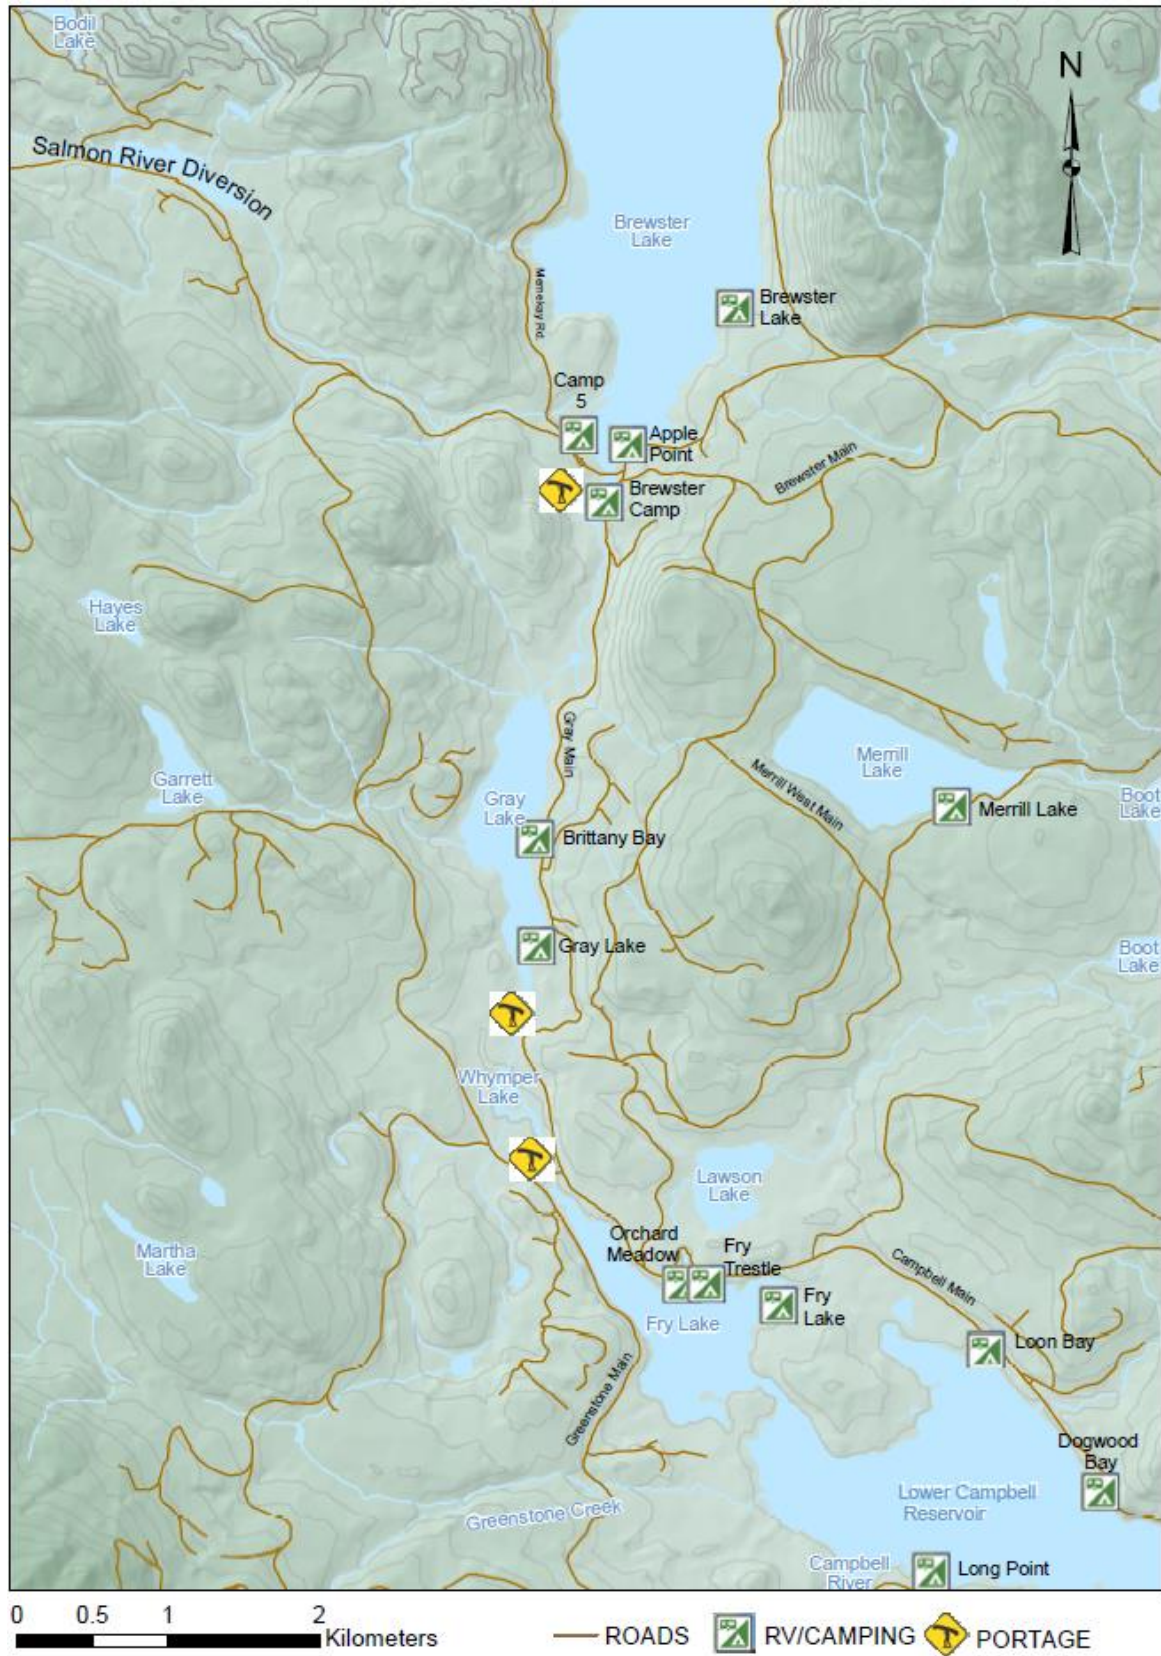 Bodil
Lake
N
Salmon River Diversion
Brewster
Lake
Memekay Rd.
Brewster
Lake
Camp
5
Apple
Point
Brewster Main
Brewster
Camp
Hayes
Lake
Gray Main
Merrill
Lake
Garrett
Lake
Merrill West Main
Gray
Lake
Boot
Lake
Merrill Lake
Brittany Bay
Gray Lake
Boot
Lake
Whymper
Lake
Lawson
Lake
Martha
Lake
Orchard
Meadow
Fry
Trestle
Campbell Main
Fry
Lake
Fry Lake
Loon Bay
Greenstone Main
Dogwood
Bay
Lower Campbell
Reservoir
Greenstone Creek
Campbell
River
Long Point
0 0.5 1 2
Kilometers
ROADS
RV/CAMPING
PORTAGE